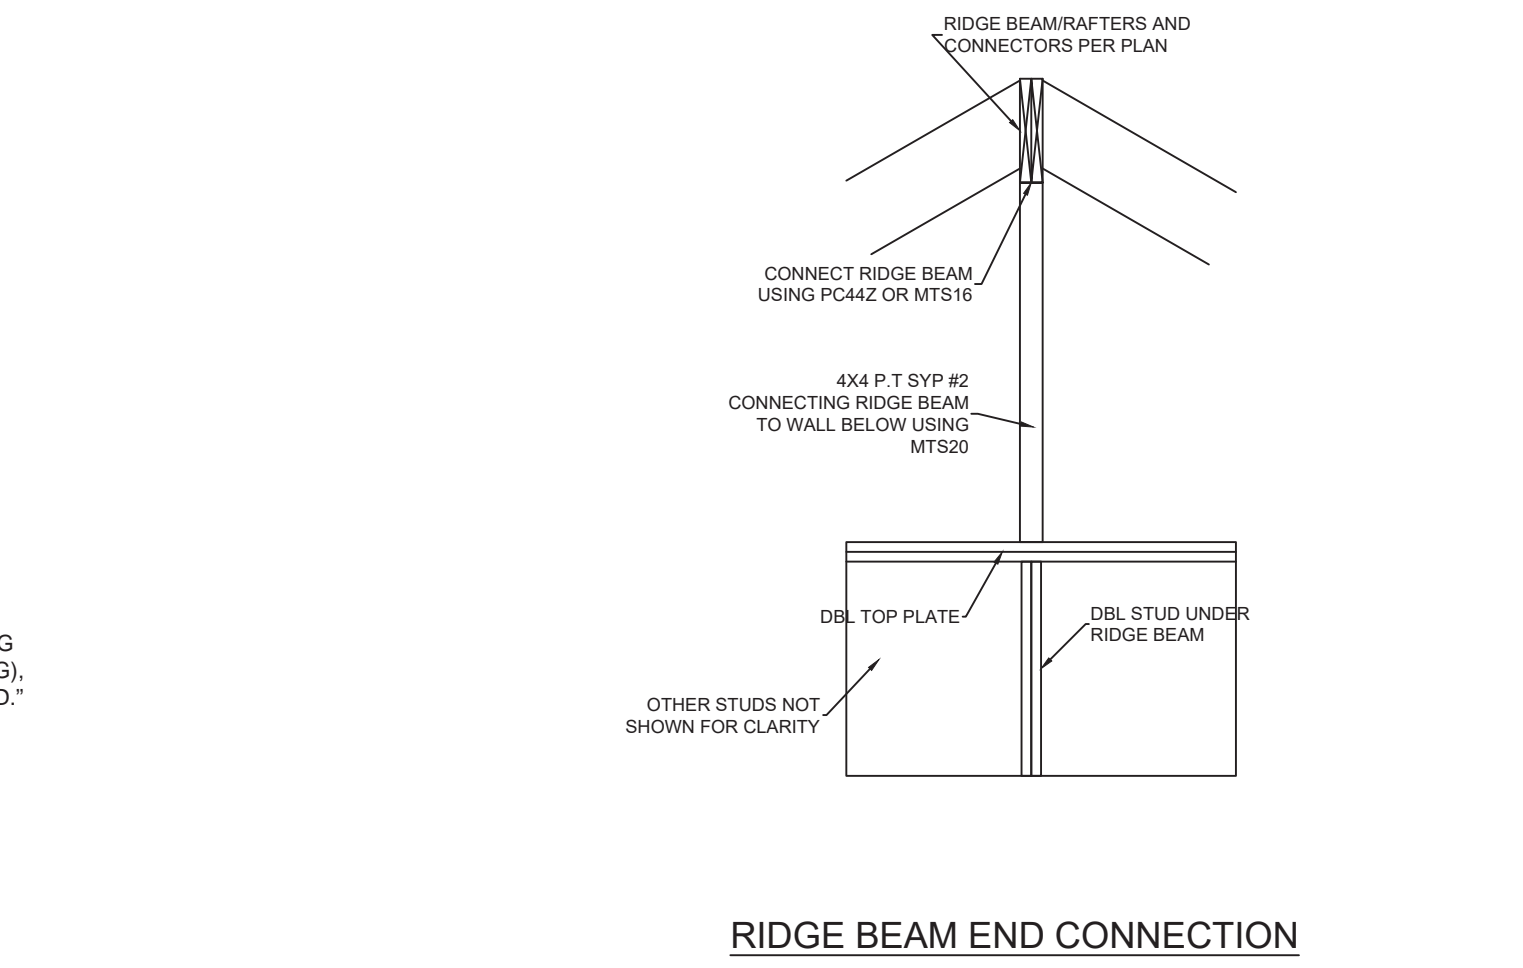 RIDGE BEAM/RAFTERS AND
CONNECTORS PER PLAN
CONNECT RIDGE BEAM
USING PC44Z OR MTS16
4X4 P.T SYP #2
CONNECTING RIDGE BEAM
TO WALL BELOW USING
MTS20
DBL TOP PLATE
DBL STUD UNDER
RIDGE BEAM
G
G),
D.”
OTHER STUDS NOT
SHOWN FOR CLARITY
RIDGE BEAM END CONNECTION